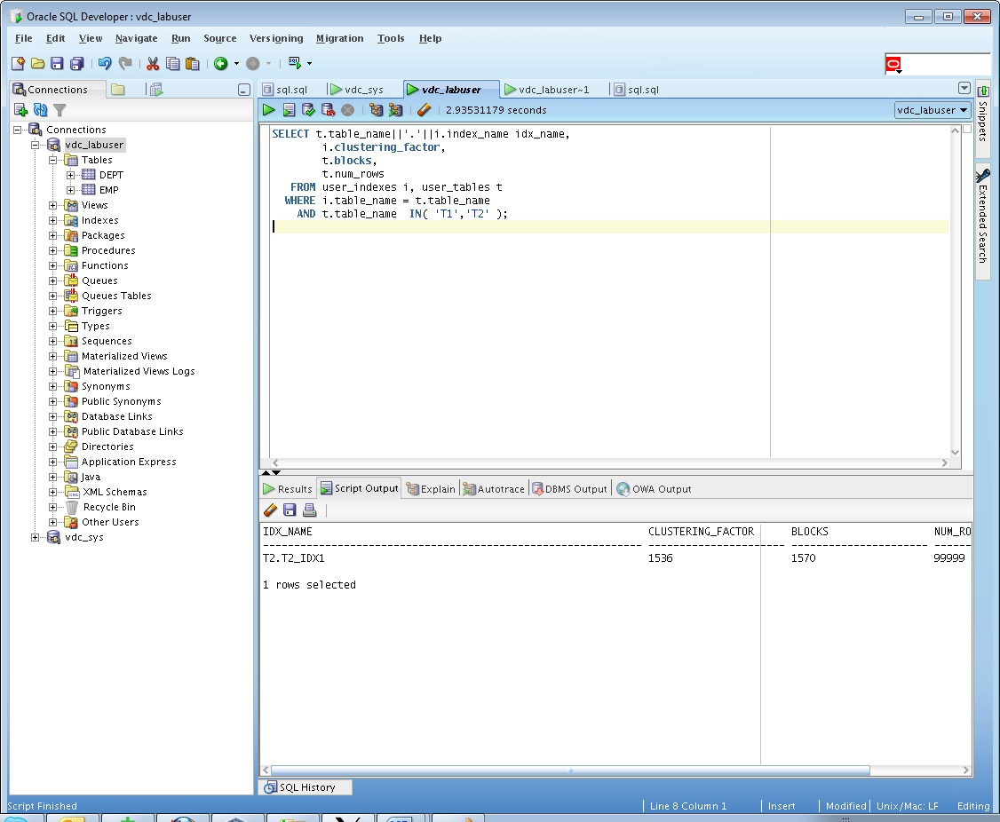 Oracle SQL Developer : vdc_labuser
File Edit View Navigate Run Source Versioning Migration Tools Help
Connections
sql.sql vdc_sys vdc_labuser vdc_labuser~1 sql.sql
2.93531179 seconds vdc_labuser
Connections
vdc_labuser
Tables
DEPT
EMP
Views
Indexes
Packages
Procedures
Functions
Queues
Queues Tables
Triggers
Types
Sequences
Materialized Views
Materialized Views Logs
Synonyms
Public Synonyms
Database Links
Public Database Links
Directories
Application Express
Java
XML Schemas
Recycle Bin
Other Users
vdc_sys
SELECT t.table_name||'.'||i.index_name idx_name,
i.clustering_factor,
t.blocks,
t.num_rows
FROM user_indexes i, user_tables t
WHERE i.table_name = t.table_name
AND t.table_name  IN( 'T1','T2' );
Snippets
Extended Search
Results Script Output Explain Autotrace DBMS Output OWA Output
IDX_NAME CLUSTERING_FACTOR BLOCKS NUM_RO
T2.T2_IDX1 1536 1570 99999
1 rows selected
SQL History
Script Finished Line 8 Column 1 Insert Modified Unix/Mac: LF Editing